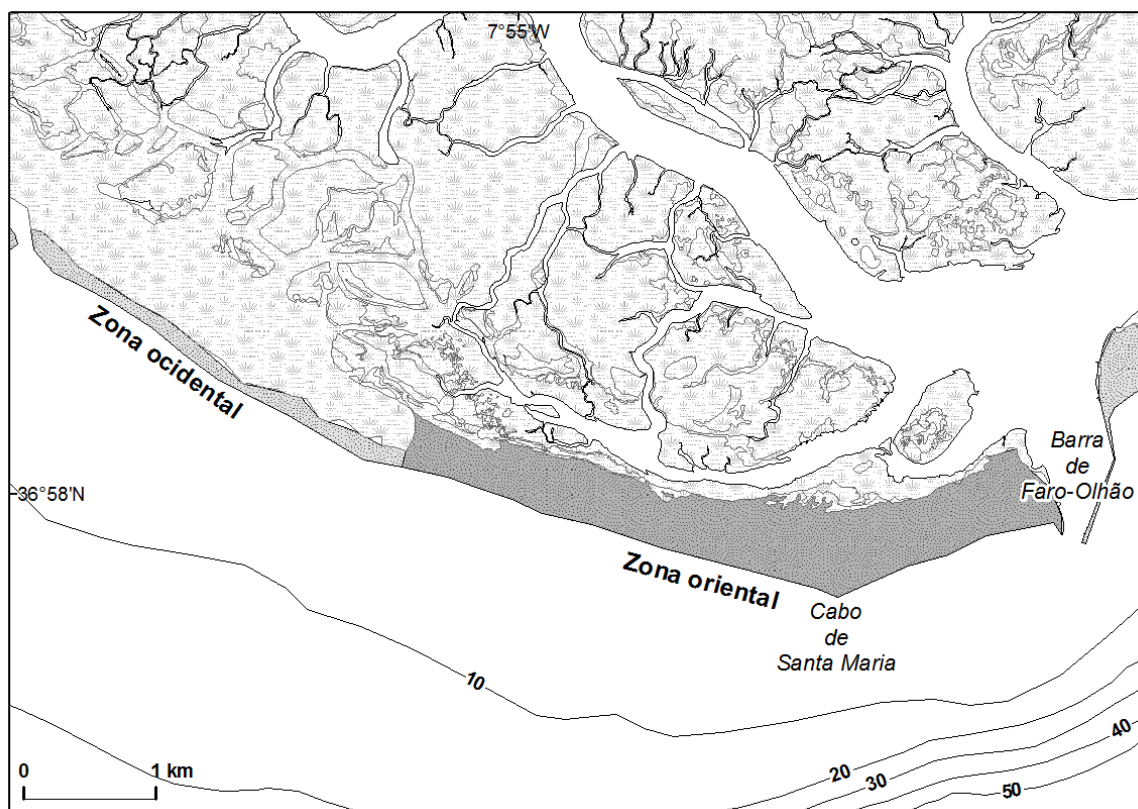 7°55'W
Zona ocidental
Barra
de
Faro-Olhão
36°58'N
Zona oriental
Cabo
de
Santa Maria
10
20
30
40
50
0 1 km